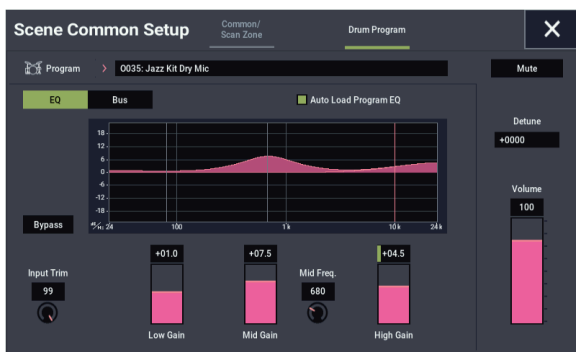 Scene Common Setup
Common/
Scan Zone
Drum Program
X
Program > 0035: Jazz Kit Dry Mic
Mute
EQ
Bus
Auto Load Program EQ
Detune
+0000
18
12
6
0
-6
-12
-18
dB/Hz 24 100 1k 10k 24k
Bypass
Volume
100
+01.0 +07.5 +04.5
Input Trim
99
Mid Freq.
680
Low Gain Mid Gain High Gain